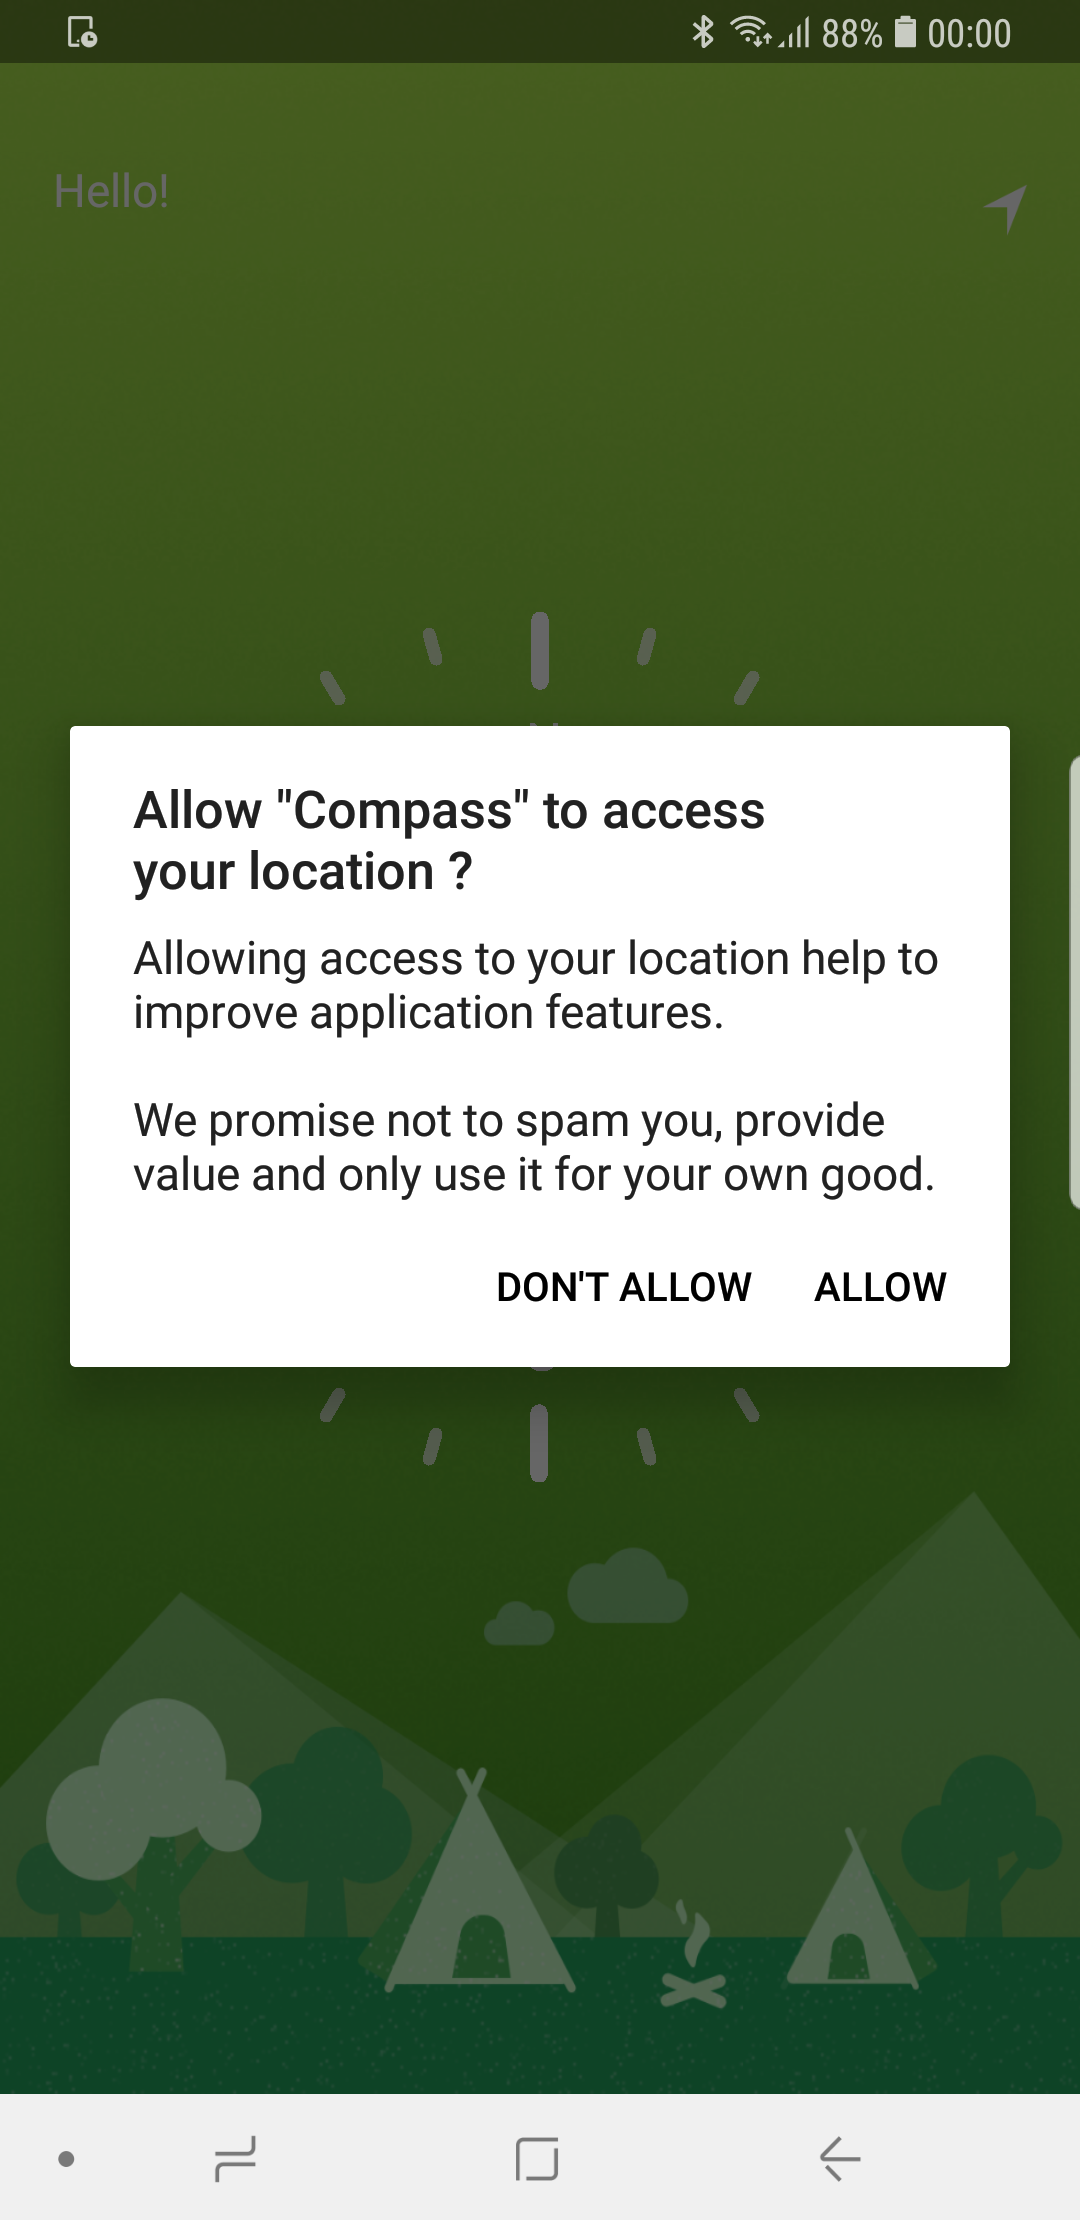 88% 00:00
Hello!
Allow "Compass" to access
your location ?
Allowing access to your location help to
improve application features.
We promise not to spam you, provide
value and only use it for your own good.
DON'T ALLOW ALLOW